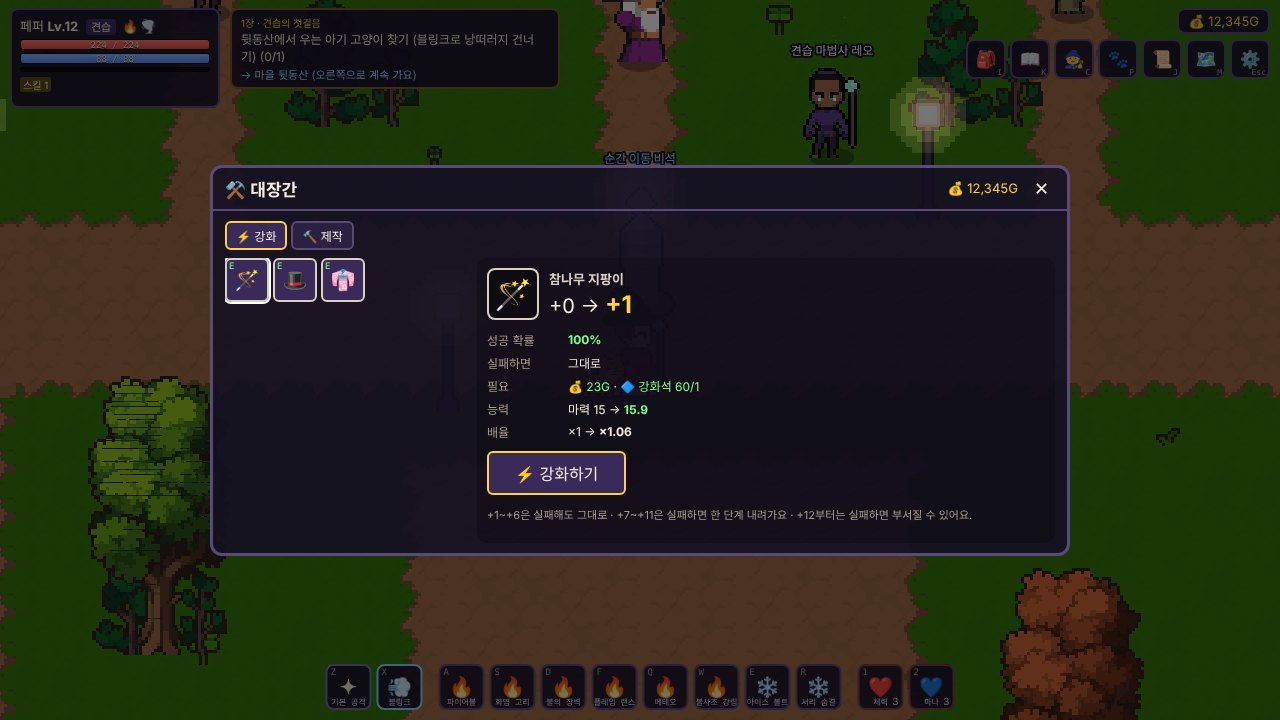 페퍼 Lv.12 견습
224 / 224
88 / 88
스킬 1
1장 · 견습의 첫걸음
뒷동산에서 우는 아기 고양이 찾기 (블링크로 낭떠러지 건너
기) (0/1)
→ 마을 뒷동산 (오른쪽으로 계속 가요)
12,345G
I
K
C
P
J
M
Esc
견습 마법사 레오
순간 이동 비석
대장간
12,345G ✕
강화
제작
E
E
E
참나무 지팡이
+0 → +1
성공 확률 100%
실패하면 그대로
필요 23G · 강화석 60/1
능력 마력 15 → 15.9
배율 ×1 → ×1.06
강화하기
+1~+6은 실패해도 그대로 · +7~+11은 실패하면 한 단계 내려가요 · +12부터는 실패하면 부서질 수 있어요.
Z 기본 공격
X 블링크
A 파이어볼
S 화염 고리
D 불의 장벽
F 플레임 랜스
Q 메테오
W 불사조 강림
E 아이스 볼트
R 서리 숨결
1 체력 3
2 마나 3